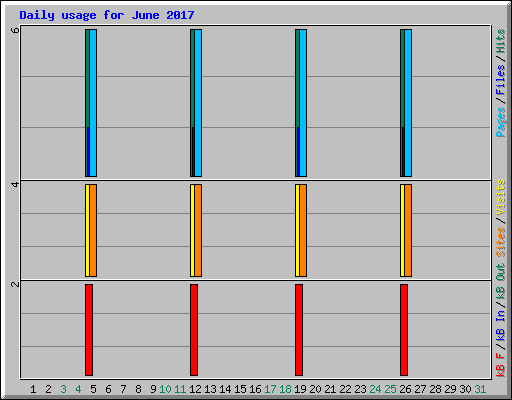 Daily usage for June 2017
6
4
2
Pages / Files / Hits
Sites / Visits
kB F / kB In / kB Out
1 2 3 4 5 6 7 8 9 10 11 12 13 14 15 16 17 18 19 20 21 22 23 24 25 26 27 28 29 30 31